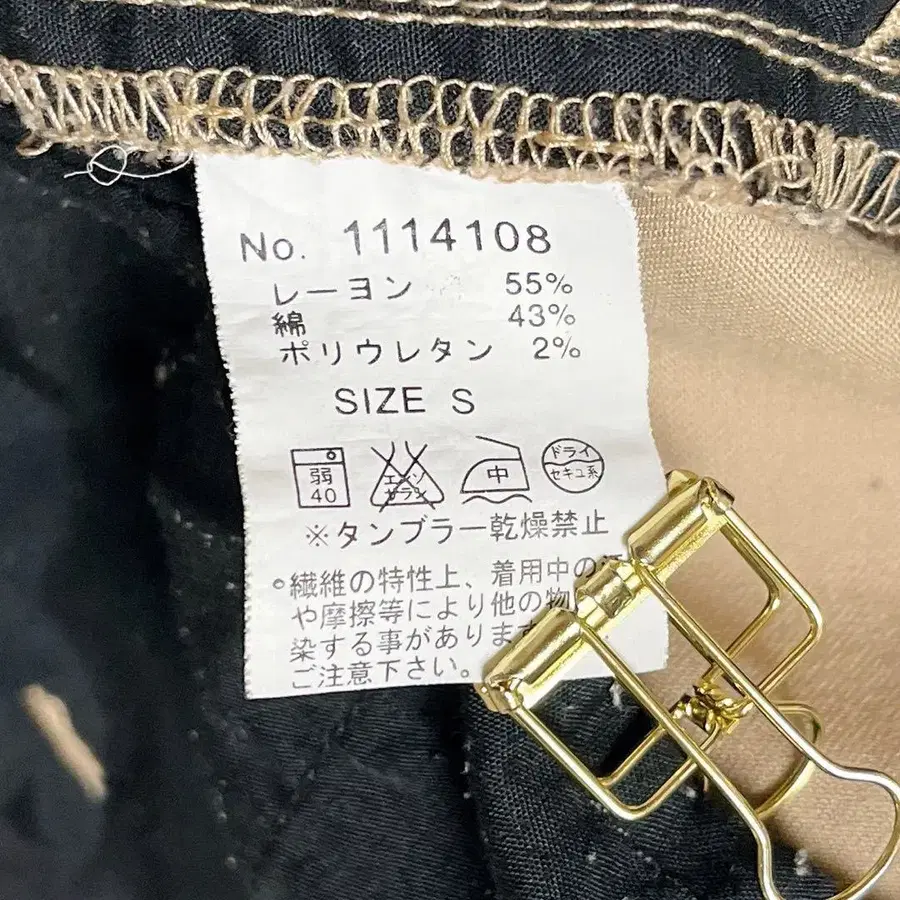 No. 1114108
レーヨン 55%
綿 43%
ポリウレタン 2%
SIZE S
弱 40
エンソ サラシ
中
ドライ セキユ系
※タンブラー乾燥禁止
°繊維の特性上、着用中の
や摩擦等により他の物
染する事があります
ご注意下さい。